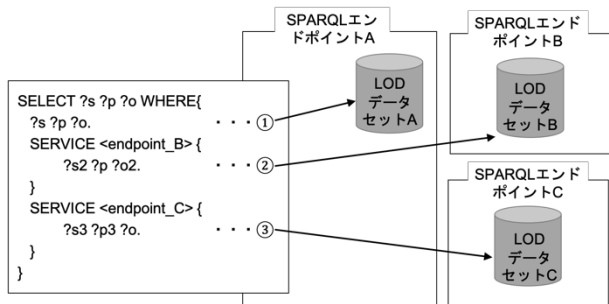 SPARQLエン
ドポイントA
LOD
データ
セットA
SPARQLエンド
ポイントB
LOD
データ
セットB
SPARQLエンド
ポイントC
LOD
データ
セットC
SELECT ?s ?p ?o WHERE{
?s ?p ?o. ・・・①
SERVICE <endpoint_B> {
?s2 ?p ?o2. ・・・②
}
SERVICE <endpoint_C> {
?s3 ?p3 ?o. ・・・③
}
}